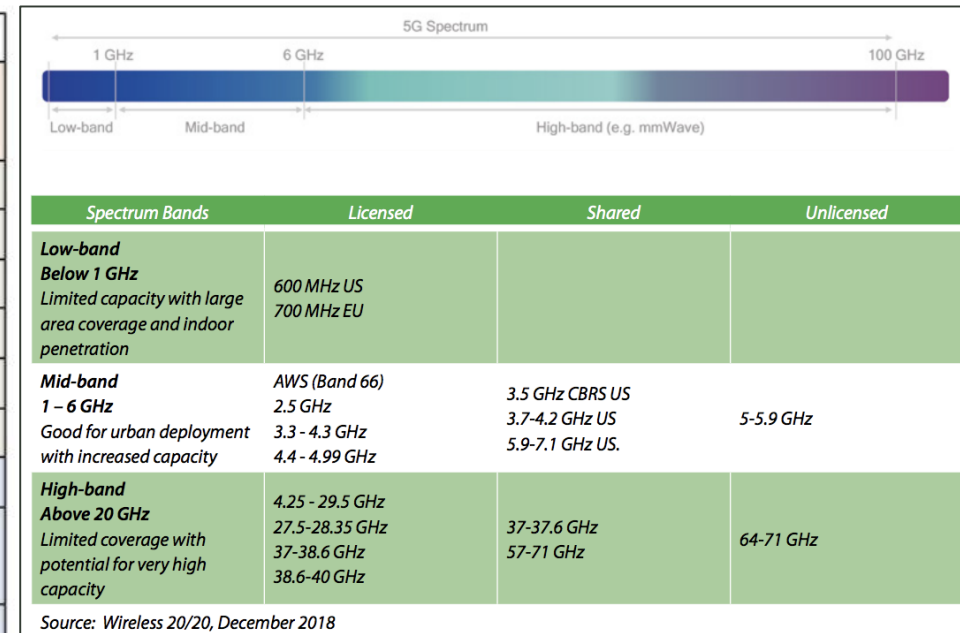 5G Spectrum
1 GHz
6 GHz
100 GHz
Low-band
Mid-band
High-band (e.g. mmWave)
Spectrum Bands Licensed Shared Unlicensed
Low-band
Below 1 GHz
Limited capacity with large
area coverage and indoor
penetration
600 MHz US
700 MHz EU
Mid-band
1 – 6 GHz
Good for urban deployment
with increased capacity
AWS (Band 66)
2.5 GHz
3.3 - 4.3 GHz
4.4 - 4.99 GHz
3.5 GHz CBRS US
3.7-4.2 GHz US
5.9-7.1 GHz US.
5-5.9 GHz
High-band
Above 20 GHz
Limited coverage with
potential for very high
capacity
4.25 - 29.5 GHz
27.5-28.35 GHz
37-38.6 GHz
38.6-40 GHz
37-37.6 GHz
57-71 GHz
64-71 GHz
Source: Wireless 20/20, December 2018